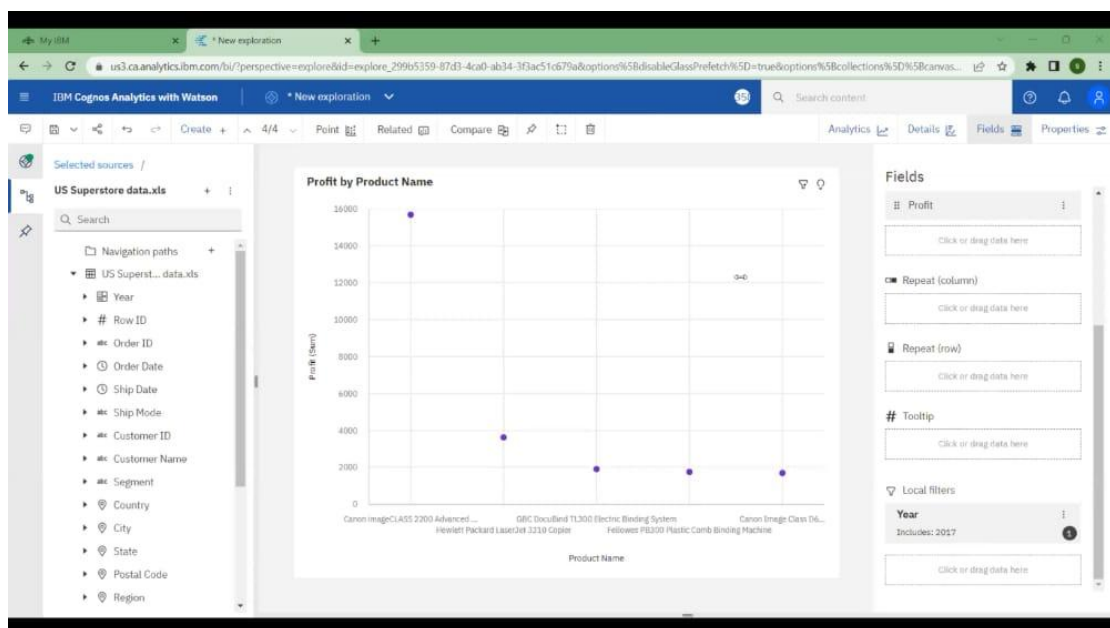 My IBM
* New exploration
us3.ca.analytics.ibm.com/bi/?perspective=explore&id=explore_299b5359-87d3-4ca0-ab34-3f3ac51c679a&options%5BdisableGlassPrefetch%5D=true&options%5Bcollections%5D%5Bcanvas...
IBM Cognos Analytics with Watson
* New exploration
Search content
Create +
4/4
Point
Related
Compare
Analytics
Details
Fields
Properties
Selected sources /
US Superstore data.xls
Search
Navigation paths
US Superst... data.xls
Year
# Row ID
abc Order ID
Order Date
Ship Date
abc Ship Mode
abc Customer ID
abc Customer Name
abc Segment
Country
City
State
Postal Code
Region
Profit by Product Name
16000
14000
12000
10000
8000
6000
4000
2000
0
Profit (Sum)
Canon imageCLASS 2200 Advanced ...
Hewlett Packard LaserJet 3310 Copier
GBC DocuBind TL300 Electric Binding System
Fellowes PB300 Plastic Comb Binding Machine
Canon Image Class D6...
Product Name
Fields
Profit
Click or drag data here
Repeat (column)
Click or drag data here
Repeat (row)
Click or drag data here
# Tooltip
Click or drag data here
Local filters
Year
Includes: 2017
1
Click or drag data here